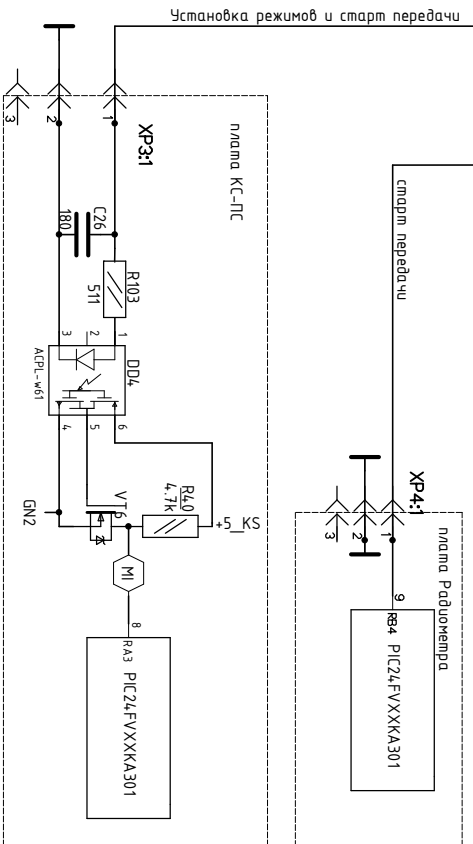 Установка режимов и старт передачи
старт передачи
плата КС-ПС
XP3:1
1
2
3
C26
180
R103
511
DD4
ACPL-w61
1
2
3
4
5
6
VT6
R40
4.7k
+5_KS
GN2
MI
8
RA3 PIC24FVXXKA301
XP4:1
плата Радиометра
1
2
3
9
RB4 PIC24FVXXKA301